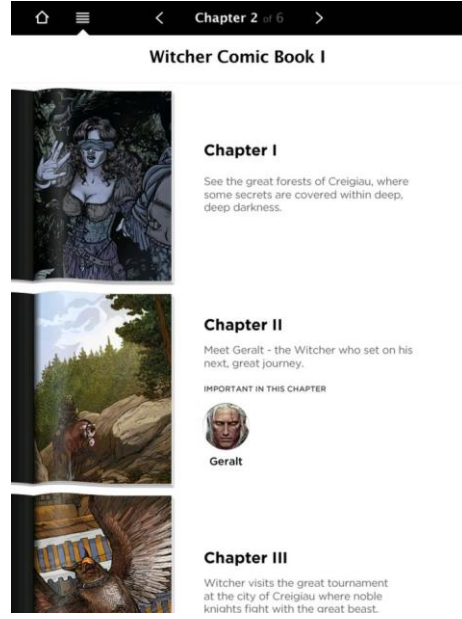 Chapter 2 of 6
Witcher Comic Book I
Chapter I
See the great forests of Creigiau, where
some secrets are covered within deep,
deep darkness.
Chapter II
Meet Geralt - the Witcher who set on his
next, great journey.
IMPORTANT IN THIS CHAPTER
Geralt
Chapter III
Witcher visits the great tournament
at the city of Creigiau where noble
knights fight with the great beast.